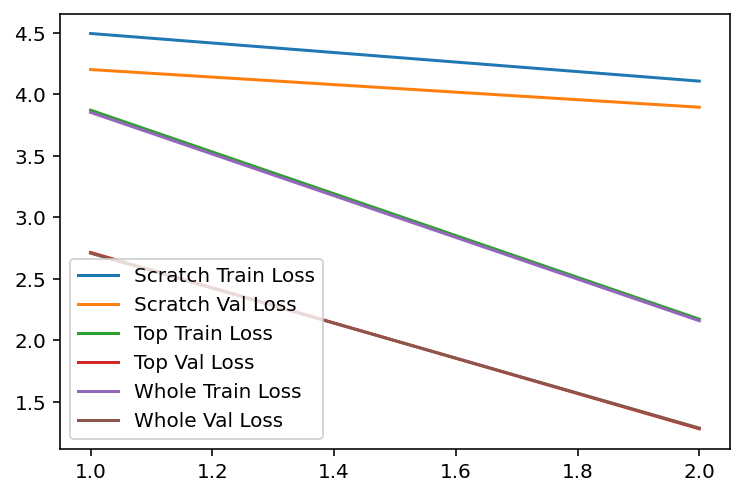 4.5
4.0
3.5
3.0
2.5
2.0
1.5
Scratch Train Loss
Scratch Val Loss
Top Train Loss
Top Val Loss
Whole Train Loss
Whole Val Loss
1.0 1.2 1.4 1.6 1.8 2.0